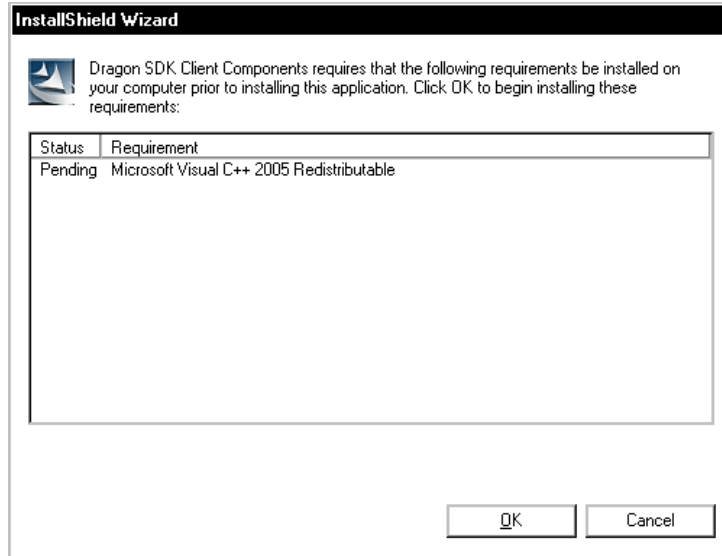 InstallShield Wizard
Dragon SDK Client Components requires that the following requirements be installed on
your computer prior to installing this application. Click OK to begin installing these
requirements:
Status Requirement
Pending Microsoft Visual C++ 2005 Redistributable
OK Cancel